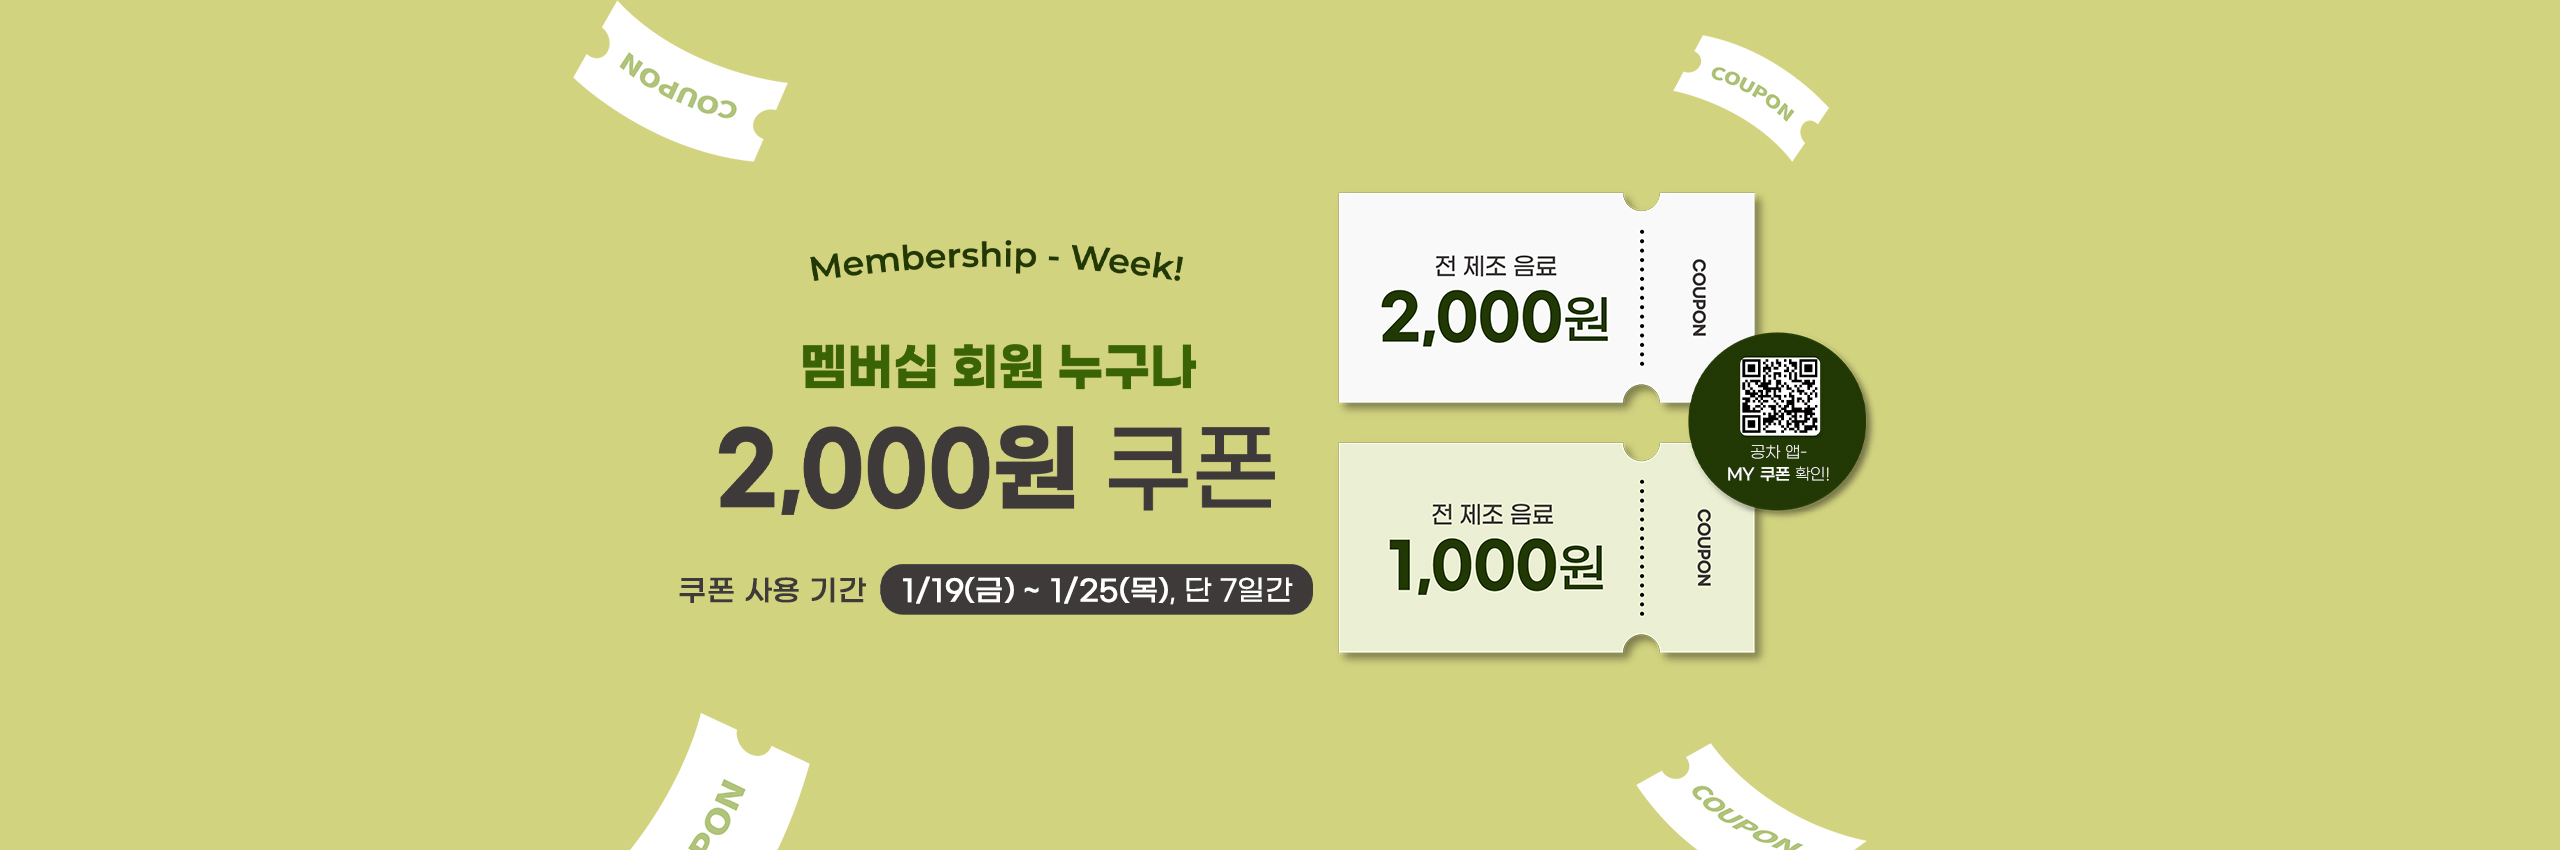 COUPON
COUPON
Membership - Week!
멤버십 회원 누구나
2,000원 쿠폰
쿠폰 사용 기간 1/19(금) ~ 1/25(목), 단 7일간
전 제조 음료
2,000원
COUPON
공차 앱-
MY 쿠폰 확인!
전 제조 음료
1,000원
COUPON
PON
COUPON